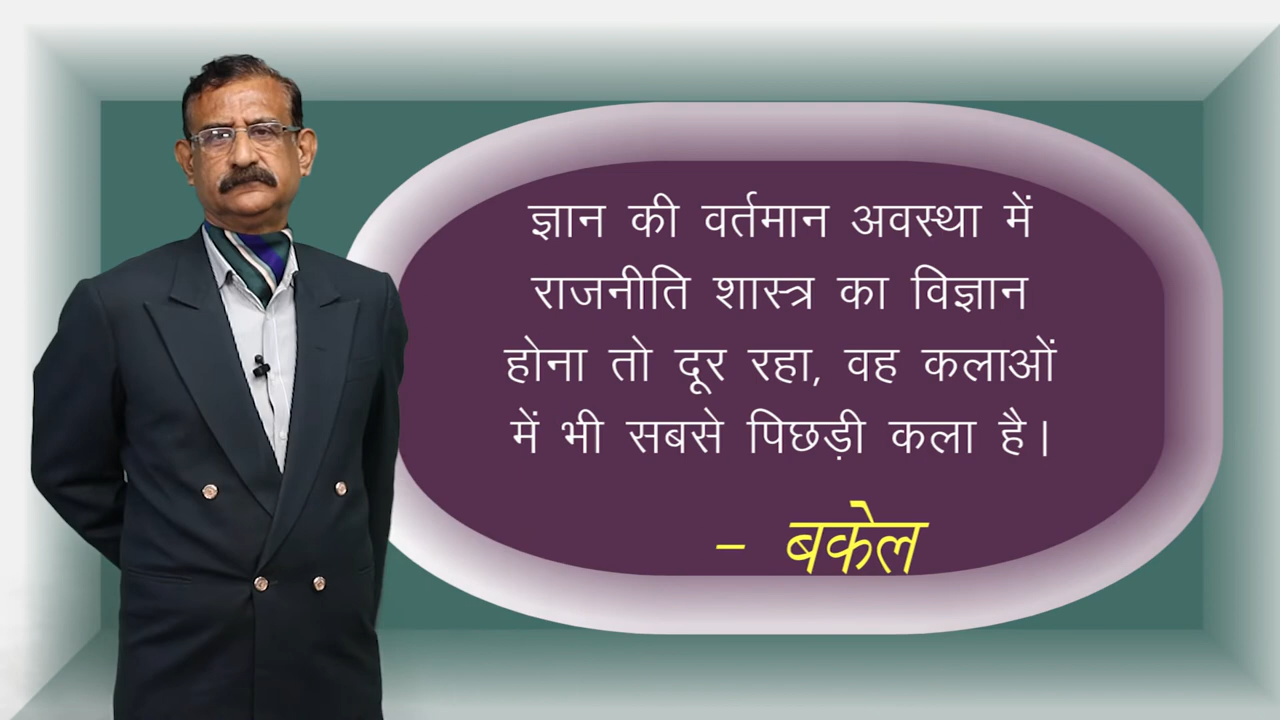 ज्ञान की वर्तमान अवस्था में
राजनीति शास्त्र का विज्ञान
होना तो दूर रहा, वह कलाओं
में भी सबसे पिछड़ी कला है।
– बकेल